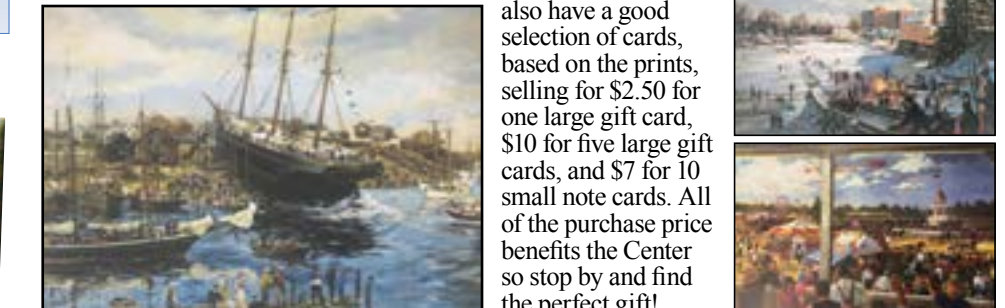 also have a good
selection of cards,
based on the prints,
selling for $2.50 for
one large gift card,
$10 for five large gift
cards, and $7 for 10
small note cards. All
of the purchase price
benefits the Center
so stop by and find
the perfect gift!